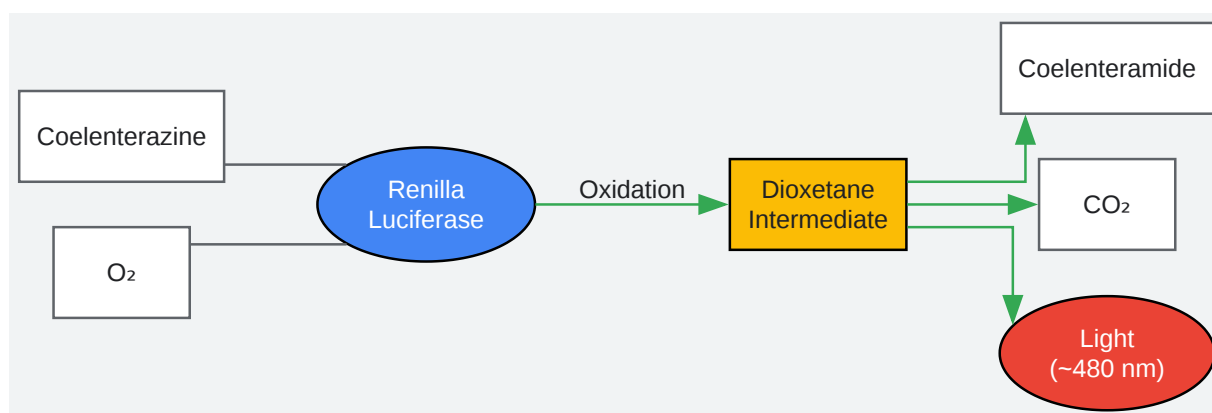 Coelenterazine
O₂
Renilla
Luciferase
Oxidation
Dioxetane
Intermediate
Coelenteramide
CO₂
Light
(~480 nm)